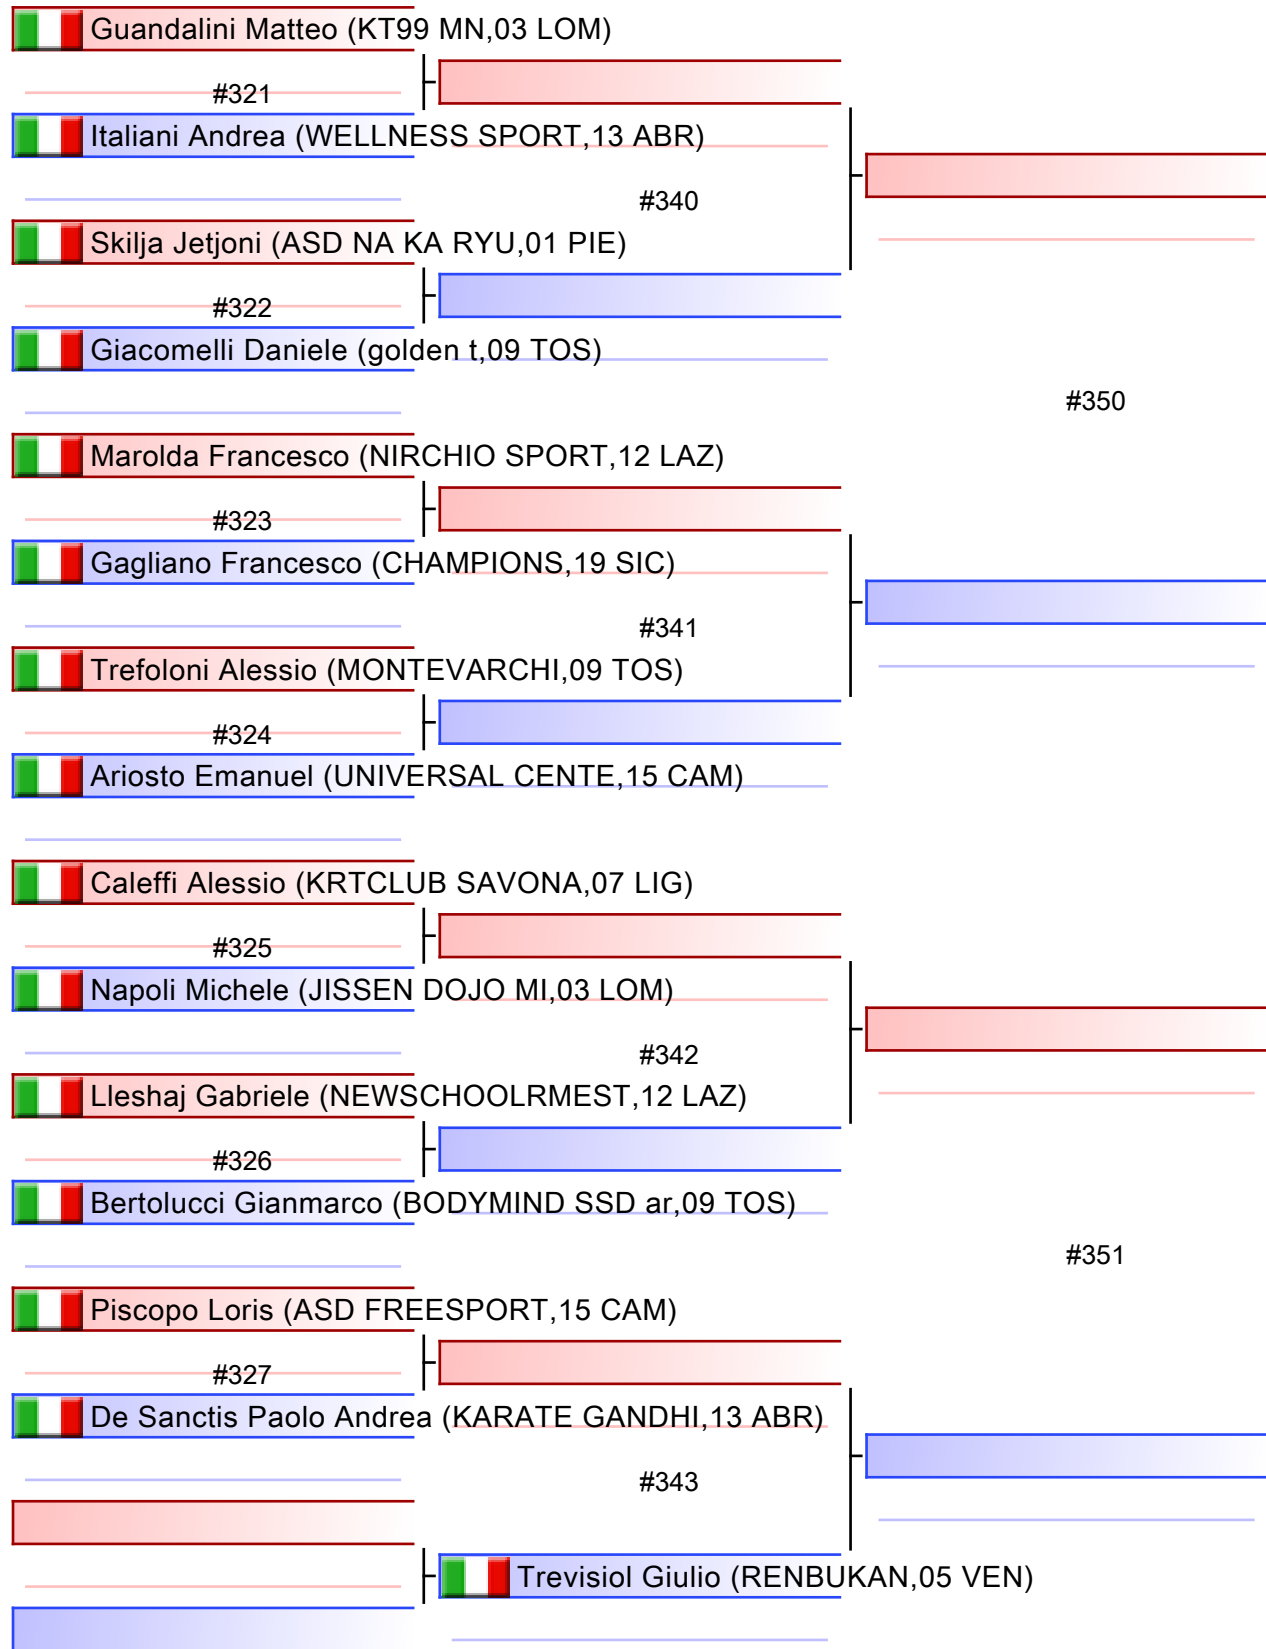 Guandalini Matteo (KT99 MN,03 LOM)
#321
Italiani Andrea (WELLNESS SPORT,13 ABR)
#340
Skilja Jetjoni (ASD NA KA RYU,01 PIE)
#322
Giacomelli Daniele (golden t,09 TOS)
#350
Marolda Francesco (NIRCHIO SPORT,12 LAZ)
#323
Gagliano Francesco (CHAMPIONS,19 SIC)
#341
Trefoloni Alessio (MONTEVARCHI,09 TOS)
#324
Ariosto Emanuel (UNIVERSAL CENTE,15 CAM)
Caleffi Alessio (KRTCLUB SAVONA,07 LIG)
#325
Napoli Michele (JISSEN DOJO MI,03 LOM)
#342
Lleshaj Gabriele (NEWSCHOOLRMEST,12 LAZ)
#326
Bertolucci Gianmarco (BODYMIND SSD ar,09 TOS)
#351
Piscopo Loris (ASD FREESPORT,15 CAM)
#327
De Sanctis Paolo Andrea (KARATE GANDHI,13 ABR)
#343
Trevisiol Giulio (RENBUKAN,05 VEN)